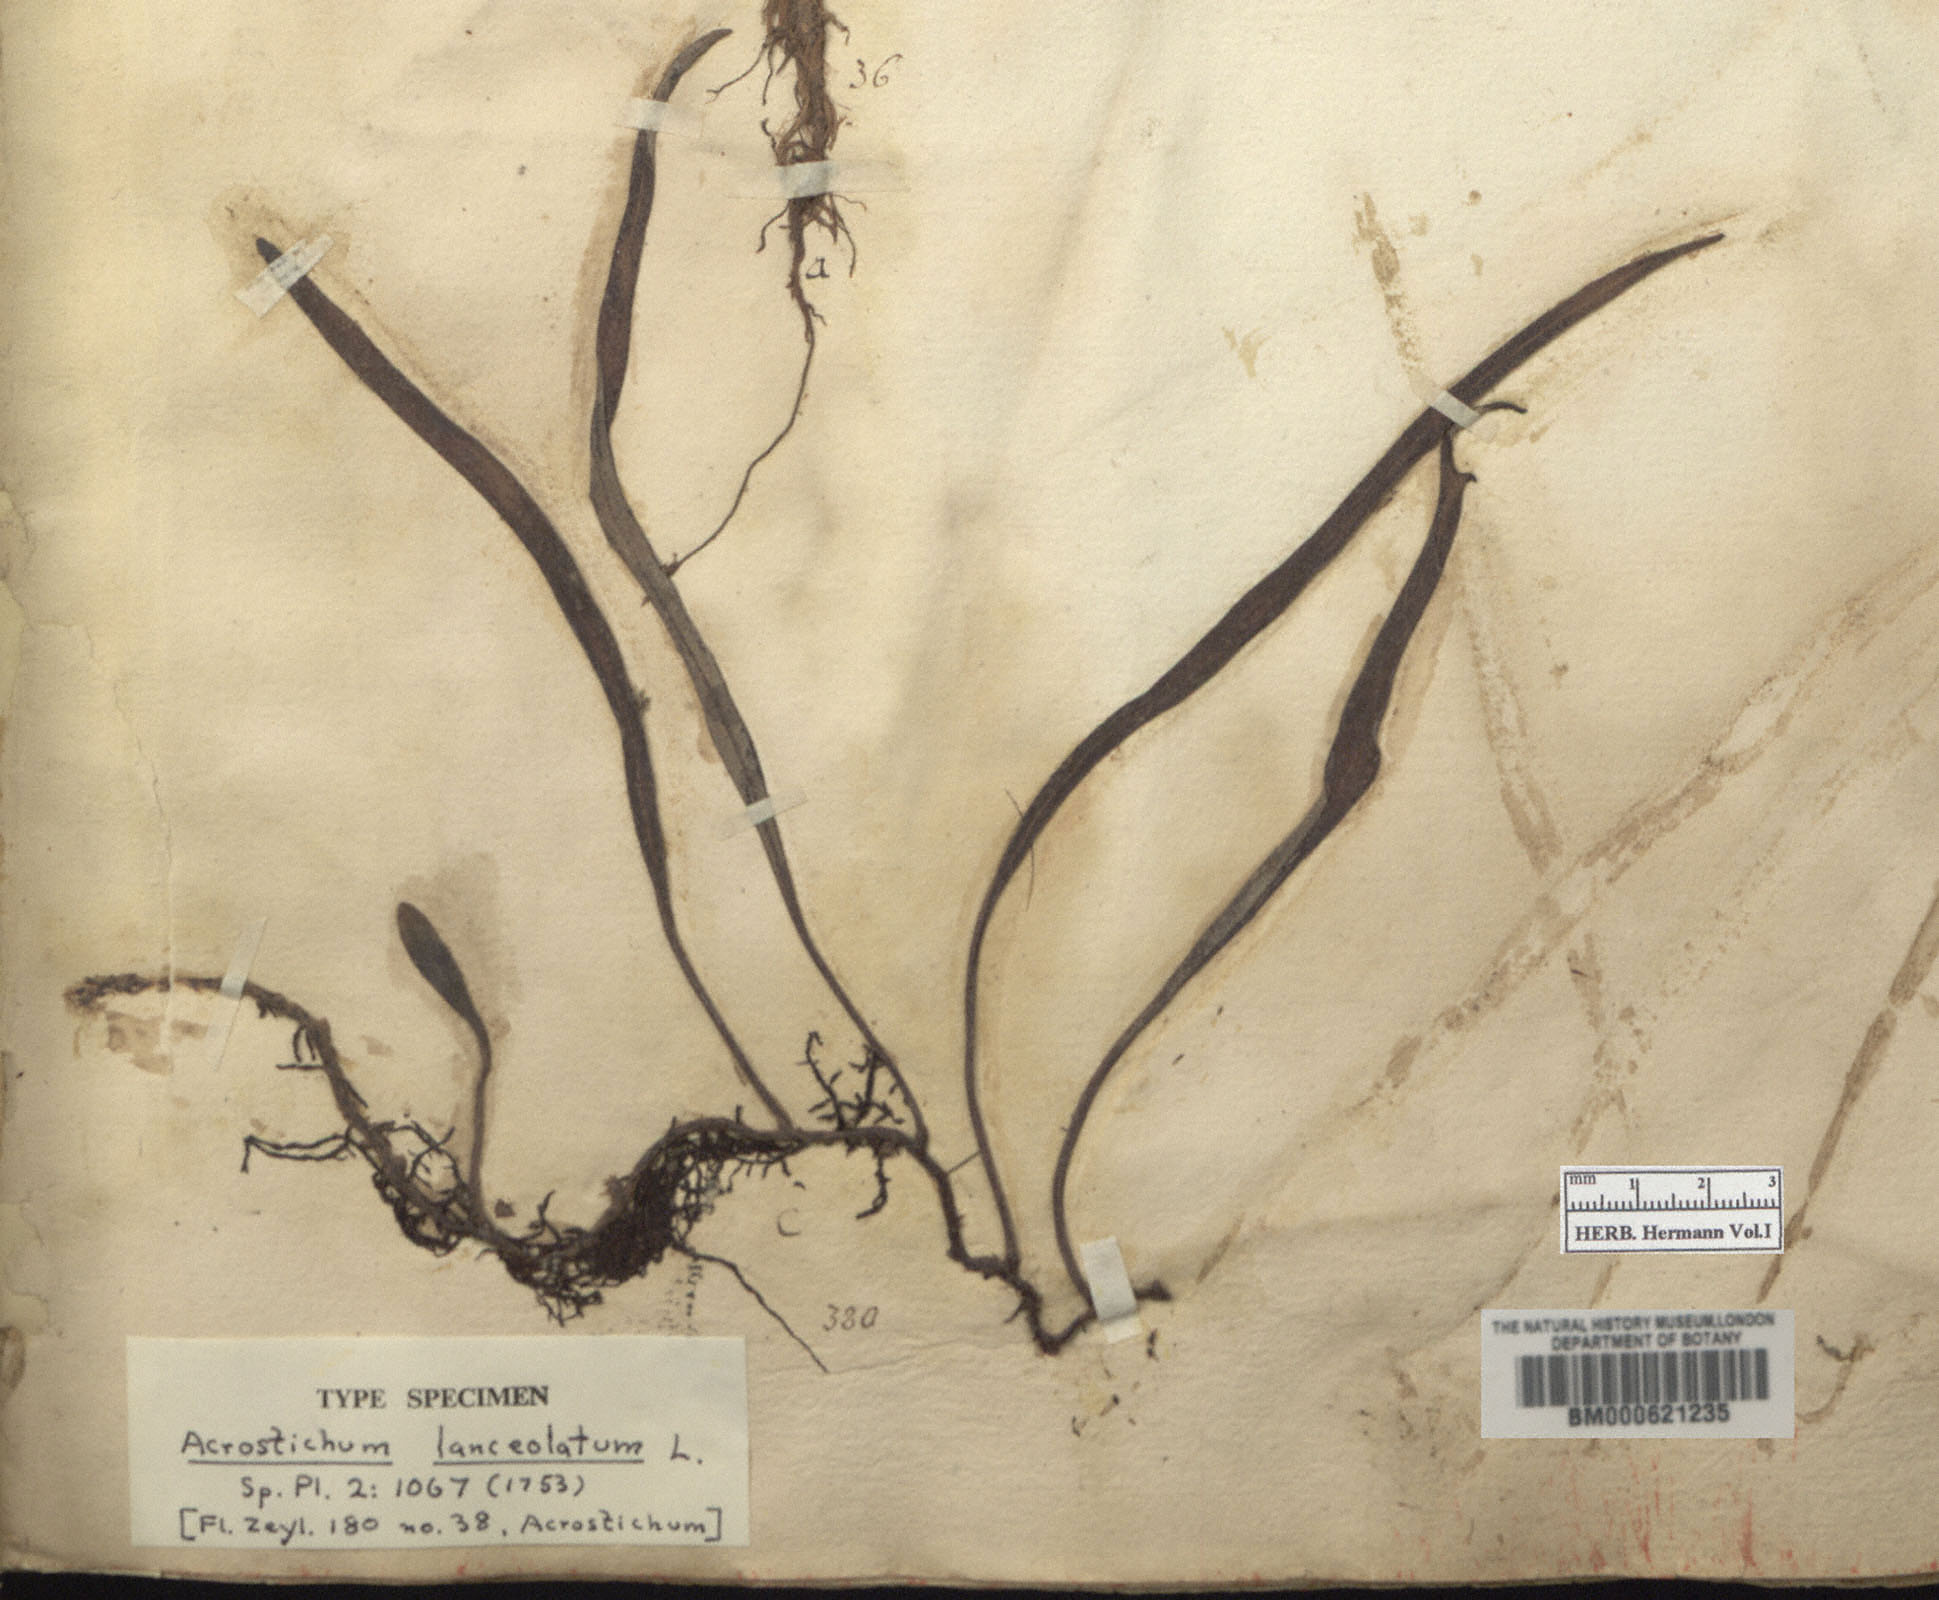 36
a
c
380
mm 1 2 3
HERB. Hermann Vol.I
THE NATURAL HISTORY MUSEUM,LONDON
DEPARTMENT OF BOTANY
BM000621235
TYPE SPECIMEN
Acrostichum lanceolatum L.
Sp. Pl. 2: 1067 (1753)
[Fl. Zeyl. 180 no. 38, Acrostichum]